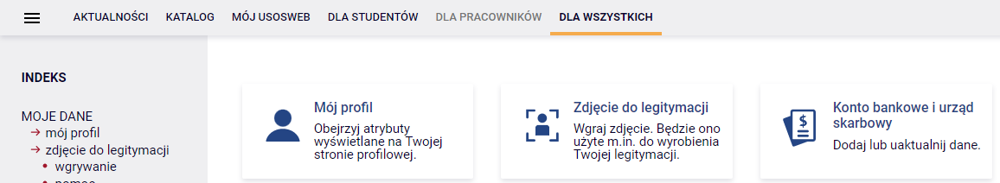 AKTUALNOŚCI KATALOG MÓJ USOSWEB DLA STUDENTÓW DLA PRACOWNIKÓW DLA WSZYSTKICH
INDEKS
MOJE DANE
mój profil
zdjęcie do legitymacji
wgrywanie
pomoc
Mój profil
Obejrzyj atrybuty
wyświetlane na Twojej
stronie profilowej.
Zdjęcie do legitymacji
Wgraj zdjęcie. Będzie ono
użyte m.in. do wyrobienia
Twojej legitymacji.
Konto bankowe i urząd
skarbowy
Dodaj lub uaktualnij dane.